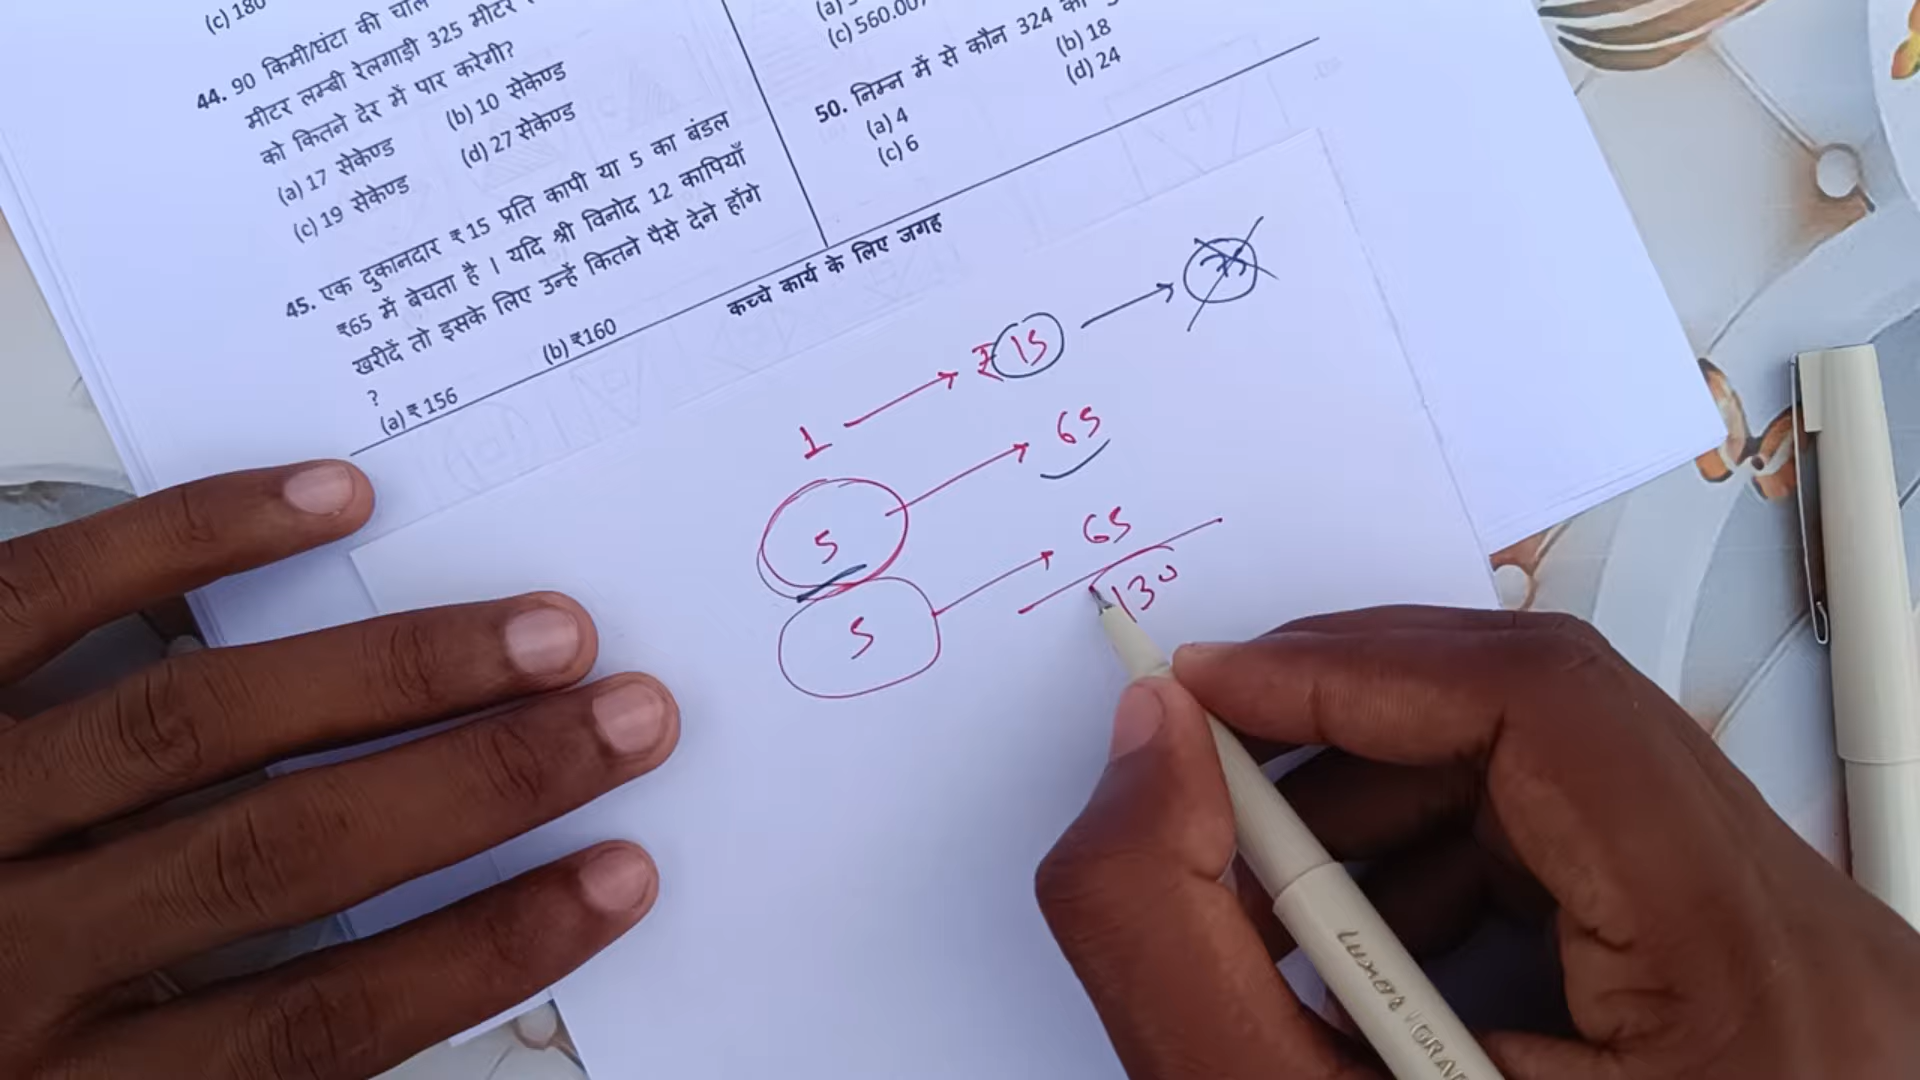 (c) 180
44. 90 किमी/घंटा की चाल
मीटर लम्बी रेलगाड़ी 325 मीटर
को कितने देर में पार करेगी?
(a) 17 सेकेण्ड
(b) 10 सेकेण्ड
(c) 19 सेकेण्ड
(d) 27 सेकेण्ड
45. एक दुकानदार ₹15 प्रति कापी या 5 का बंडल
₹65 में बेचता है । यदि श्री विनोद 12 कापियाँ
खरीदें तो इसके लिए उन्हें कितने पैसे देने होंगे
?
(a) ₹ 156
(b) ₹160
(c) 560.00
50. निम्न में से कौन 324 का
(a) 4
(b) 18
(c) 6
(d) 24
कच्चे कार्य के लिए जगह
1 → ₹15 →
5 → 65
5 → 65
130
Luxor